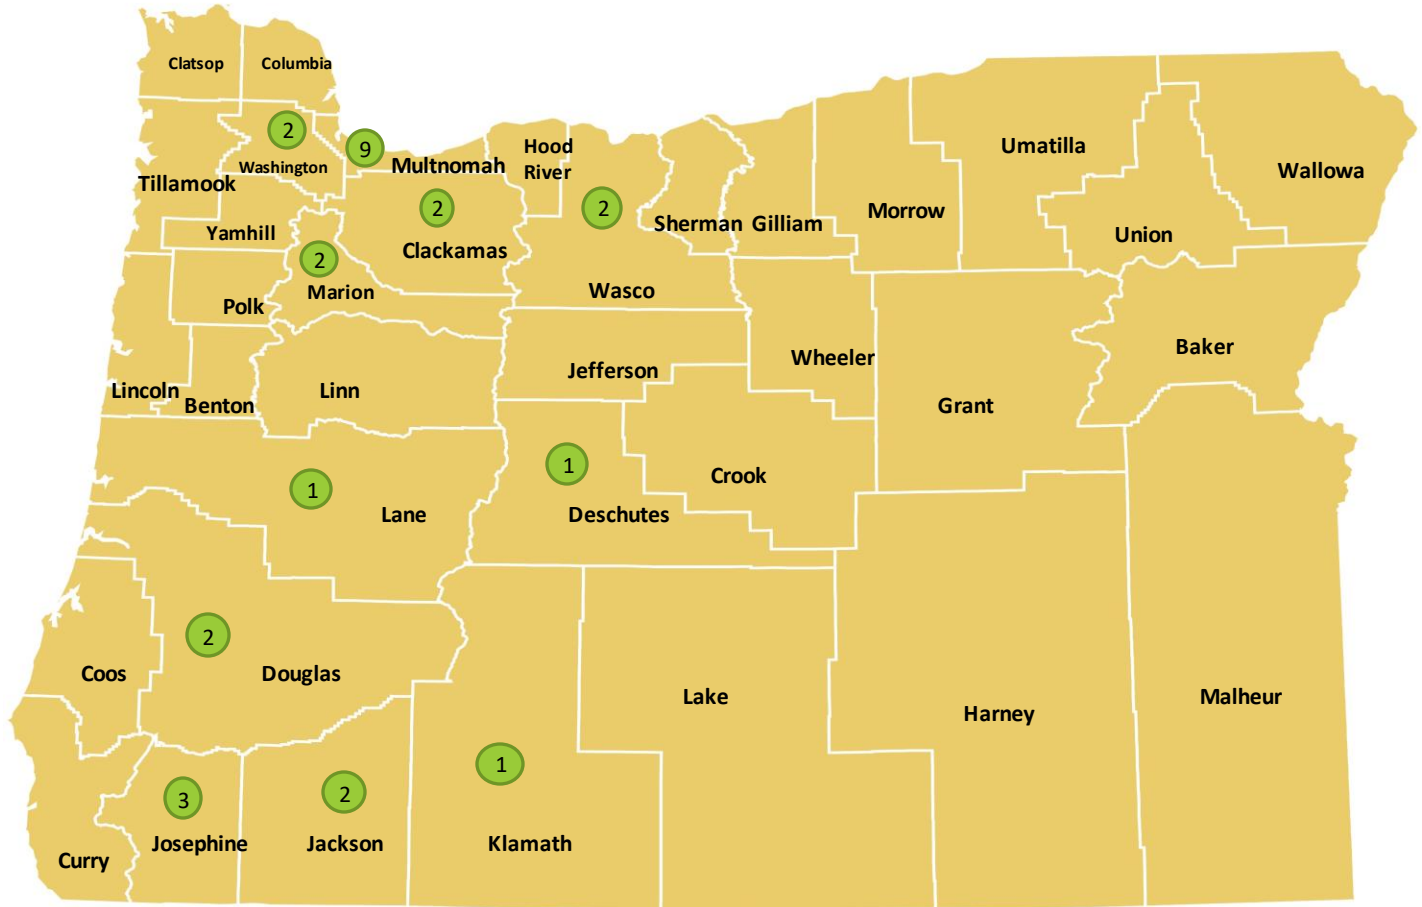 Clatsop
Columbia
2
Washington
9
Multnomah
Hood
River
Umatilla
Wallowa
Tillamook
2
Clackamas
2
Sherman
Gilliam
Morrow
Union
Yamhill
2
Marion
Wasco
Polk
Jefferson
Wheeler
Baker
Lincoln
Benton
Linn
Grant
1
Lane
1
Deschutes
Crook
2
Douglas
Coos
Lake
Harney
Malheur
3
Josephine
2
Jackson
1
Klamath
Curry